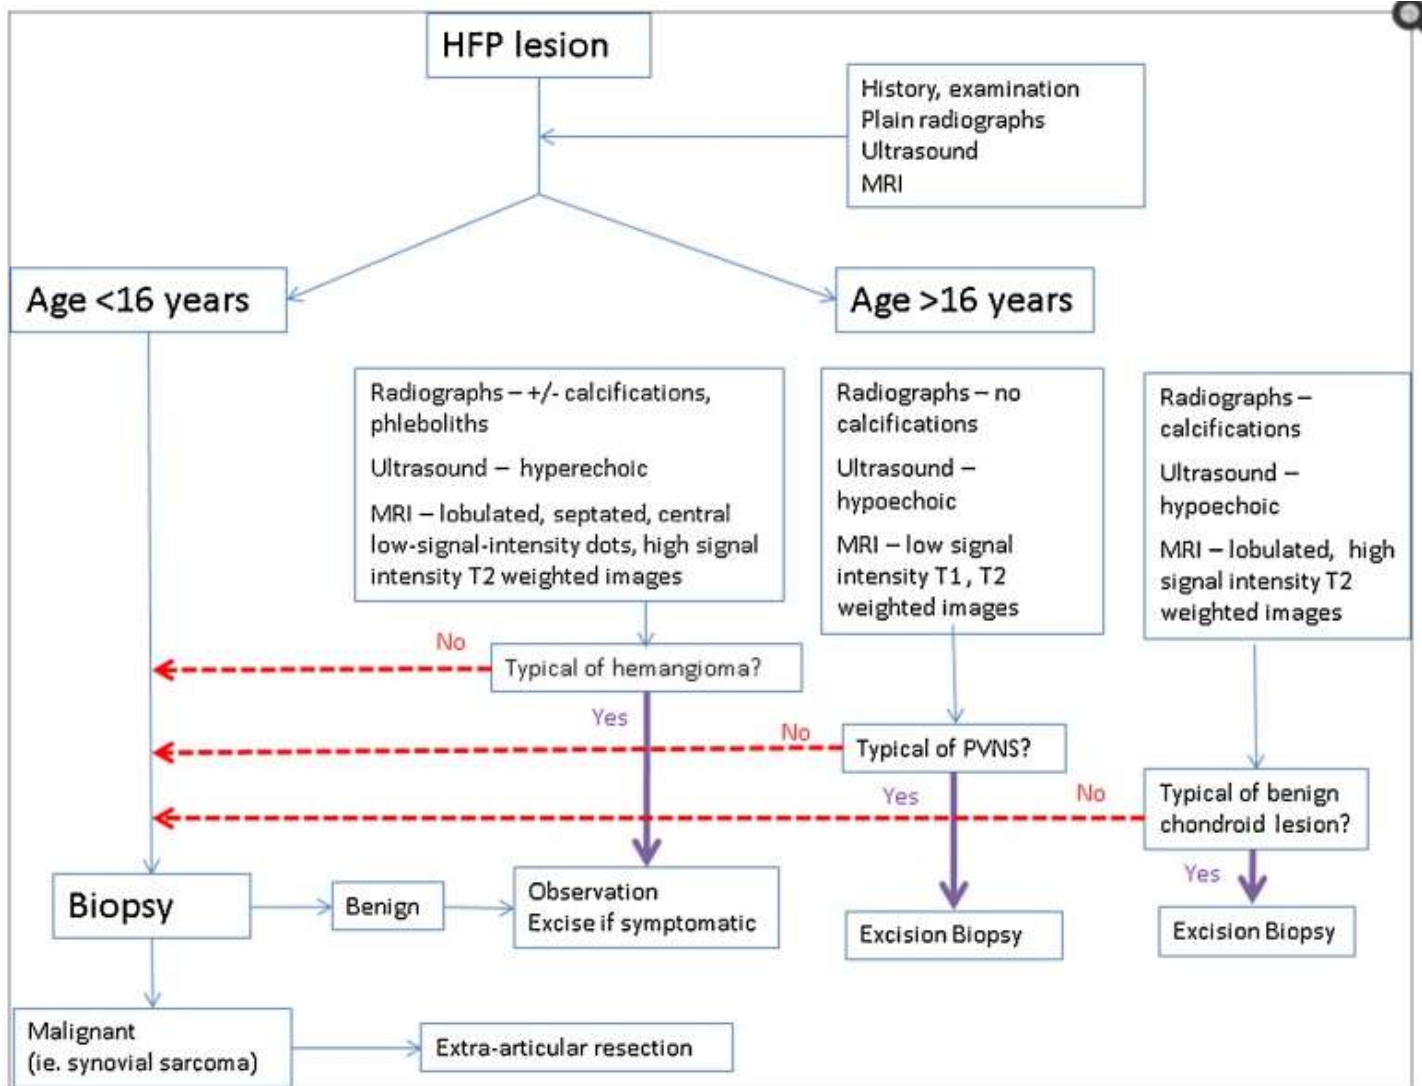 HFP lesion
History, examination
Plain radiographs
Ultrasound
MRI
Age <16 years
Age >16 years
Radiographs – +/- calcifications,
phleboliths
Ultrasound – hyperechoic
MRI – lobulated, septated, central
low-signal-intensity dots, high signal
intensity T2 weighted images
Radiographs – no
calcifications
Ultrasound –
hypoechoic
MRI – low signal
intensity T1, T2
weighted images
Radiographs –
calcifications
Ultrasound –
hypoechoic
MRI – lobulated, high
signal intensity T2
weighted images
No
Typical of hemangioma?
Yes
No
Typical of PVNS?
Yes
No
Typical of benign
chondroid lesion?
Yes
Biopsy
Benign
Observation
Excise if symptomatic
Excision Biopsy
Excision Biopsy
Malignant
(ie. synovial sarcoma)
Extra-articular resection